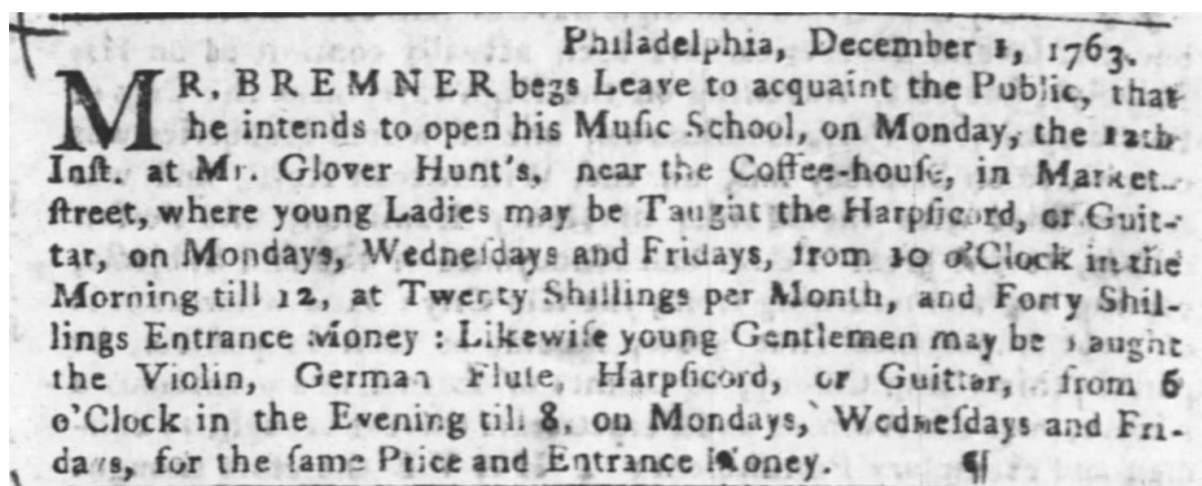 Philadelphia, December 1, 1763.
MR. BREMNER begs Leave to acquaint the Public, that
he intends to open his Muſic School, on Monday, the 12th
Inſt. at Mr. Glover Hunt's, near the Coffee-houſe, in Market-
ſtreet, where young Ladies may be Taught the Harpſicord, or Guit-
tar, on Mondays, Wedneſdays and Fridays, from 10 o'Clock in the
Morning till 12, at Twenty Shillings per Month, and Forty Shil-
lings Entrance Money : Likewiſe young Gentlemen may be Taught
the Violin, German Flute, Harpſicord, or Guittar, from 6
o'Clock in the Evening till 8, on Mondays, Wedneſdays and Fri-
days, for the ſame Price and Entrance Money. ¶